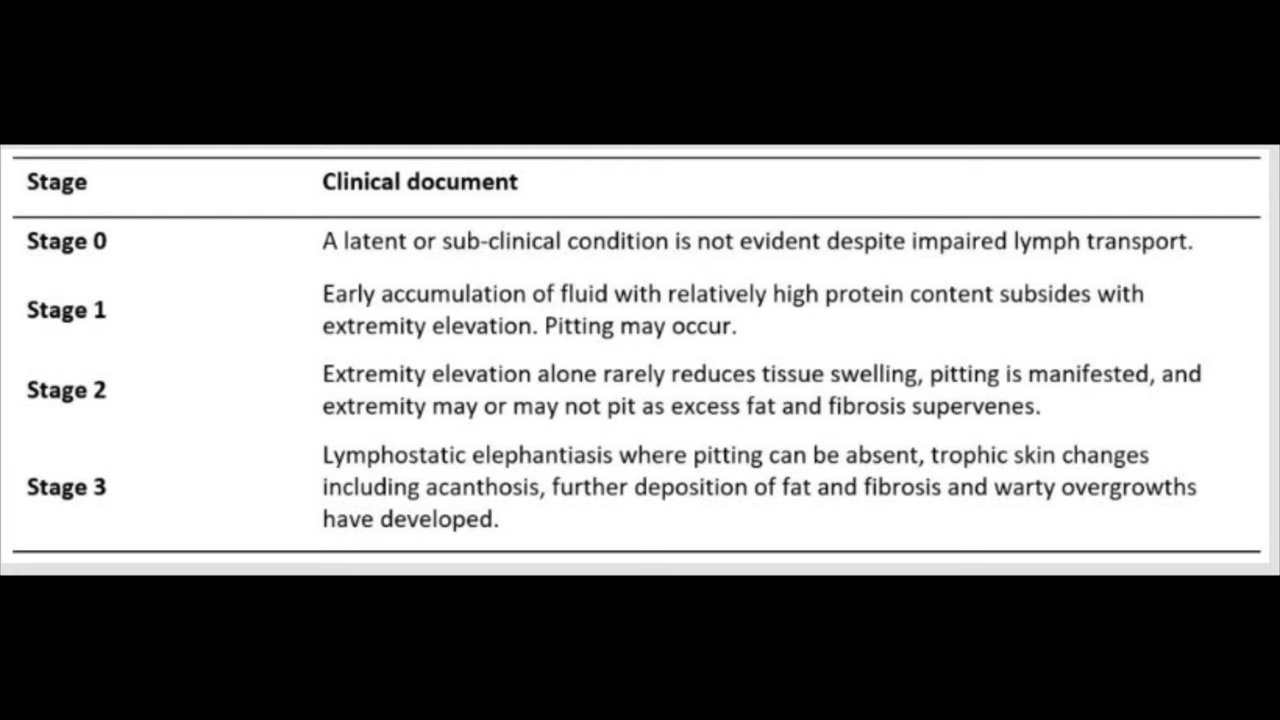 Stage Clinical document
Stage 0 A latent or sub-clinical condition is not evident despite impaired lymph transport.
Stage 1 Early accumulation of fluid with relatively high protein content subsides with
extremity elevation. Pitting may occur.
Stage 2 Extremity elevation alone rarely reduces tissue swelling, pitting is manifested, and
extremity may or may not pit as excess fat and fibrosis supervenes.
Stage 3 Lymphostatic elephantiasis where pitting can be absent, trophic skin changes
including acanthosis, further deposition of fat and fibrosis and warty overgrowths
have developed.